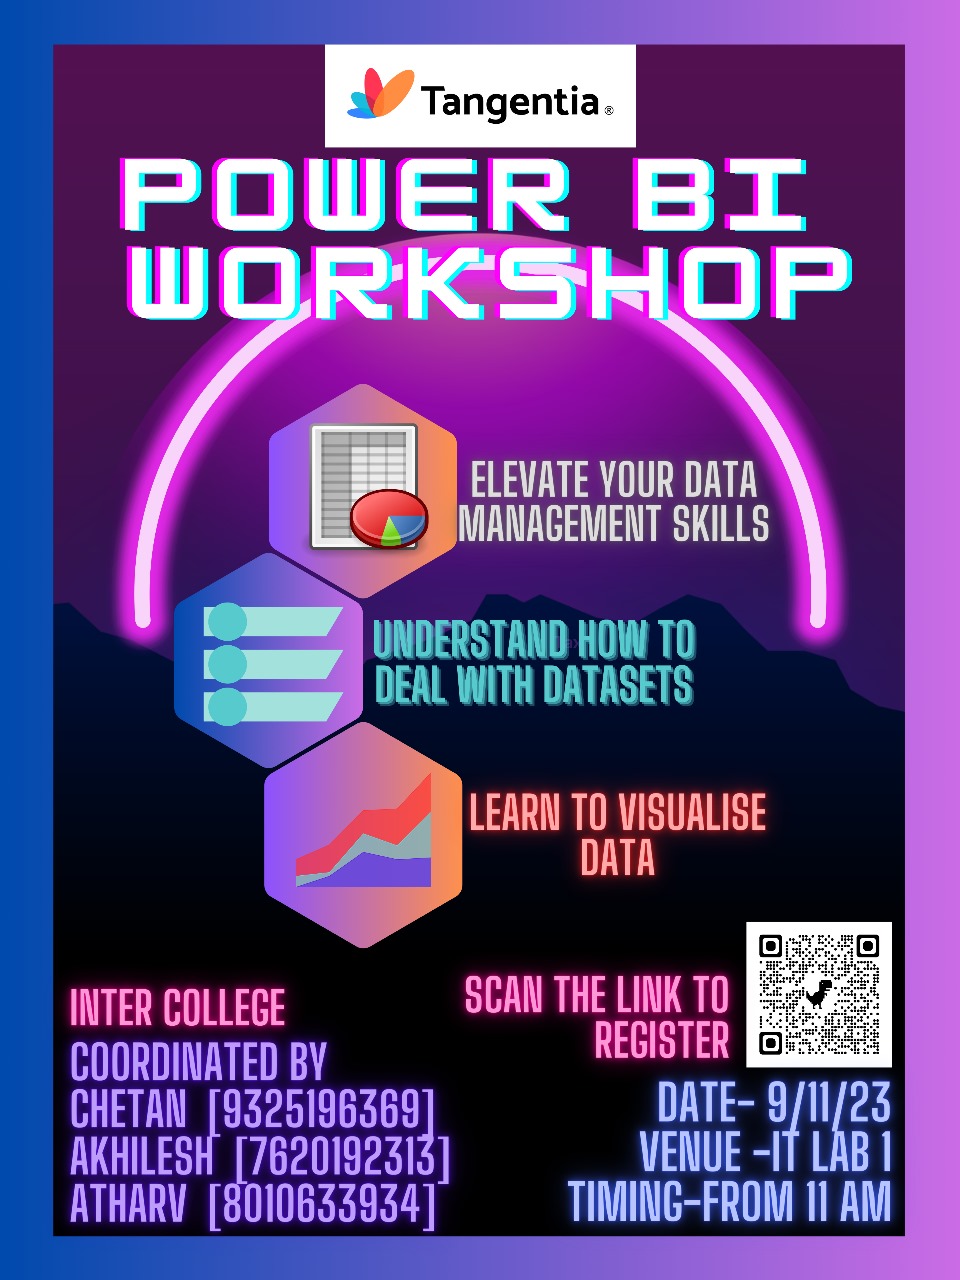 Tangentia®
POWER BI
WORKSHOP
ELEVATE YOUR DATA
MANAGEMENT SKILLS
UNDERSTAND HOW TO
DEAL WITH DATASETS
LEARN TO VISUALISE
DATA
INTER COLLEGE
COORDINATED BY
CHETAN [9325196369]
AKHILESH [7620192313]
ATHARV [8010633934]
SCAN THE LINK TO
REGISTER
DATE- 9/11/23
VENUE -IT LAB 1
TIMING-FROM 11 AM